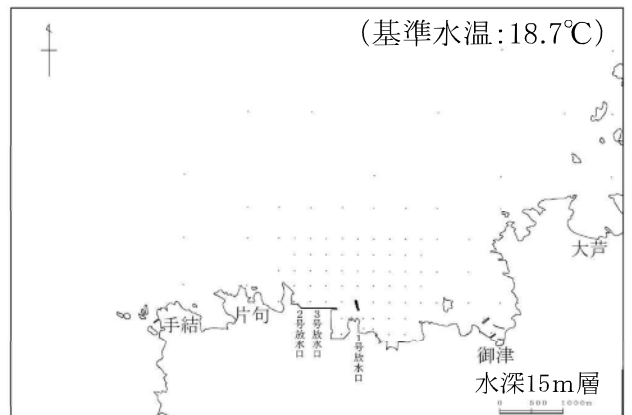 (基準水温:18.7℃)
大芦
手結
片句
2号放水口
3号放水口
1号放水口
御津
水深15m層
0 500 1000m